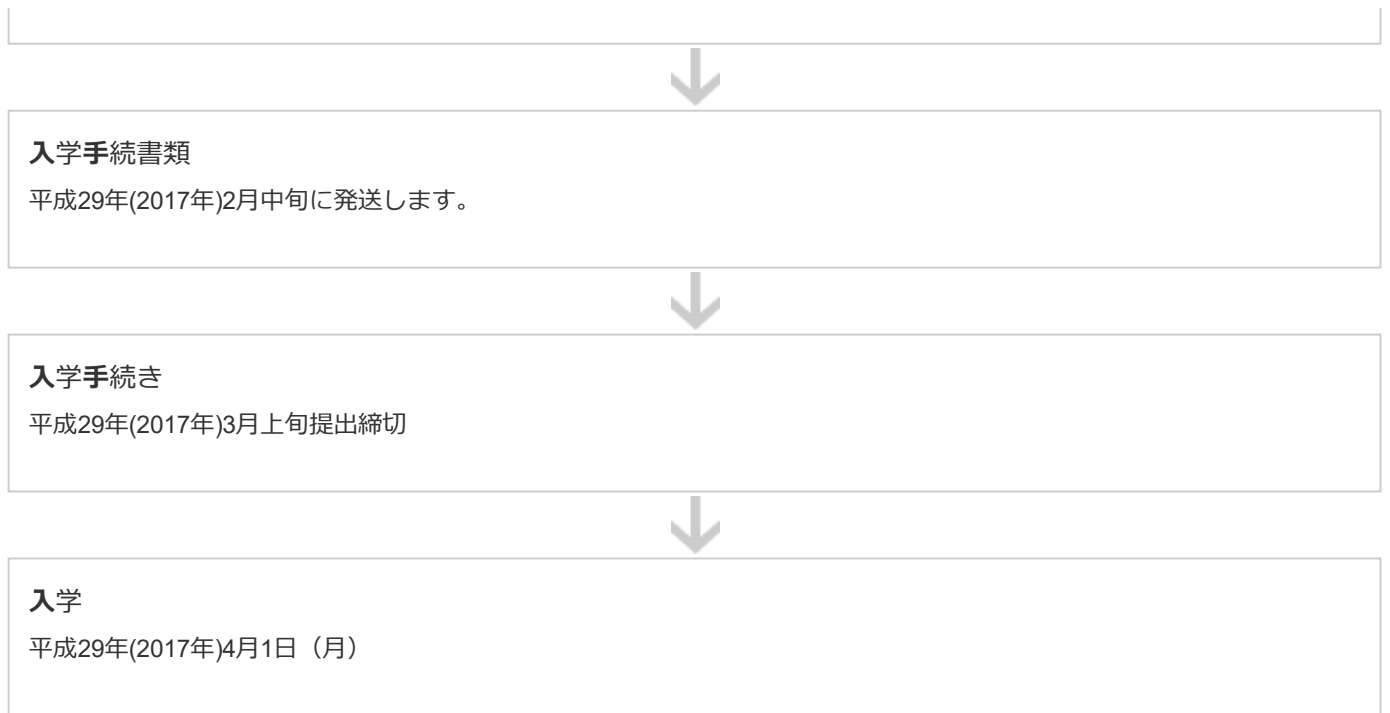 入学手続書類
平成29年(2017年)2月中旬に発送します。
入学手続き
平成29年(2017年)3月上旬提出締切
入学
平成29年(2017年)4月1日（月）